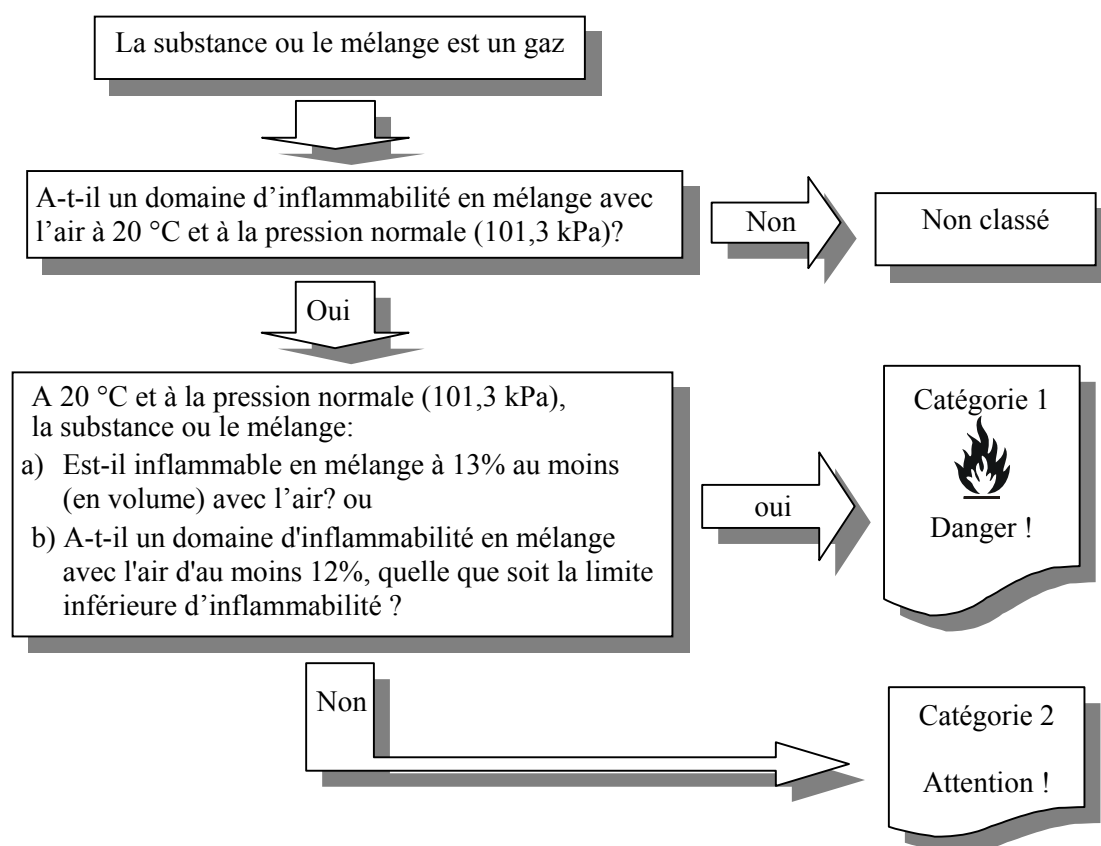 La substance ou le mélange est un gaz
A-t-il un domaine d’inflammabilité en mélange avec
l’air à 20 °C et à la pression normale (101,3 kPa)?
Non
Non classé
Oui
A 20 °C et à la pression normale (101,3 kPa),
la substance ou le mélange:
a) Est-il inflammable en mélange à 13% au moins
(en volume) avec l’air? ou
b) A-t-il un domaine d'inflammabilité en mélange
avec l'air d'au moins 12%, quelle que soit la limite
inférieure d’inflammabilité ?
oui
Catégorie 1
Danger !
Non
Catégorie 2
Attention !